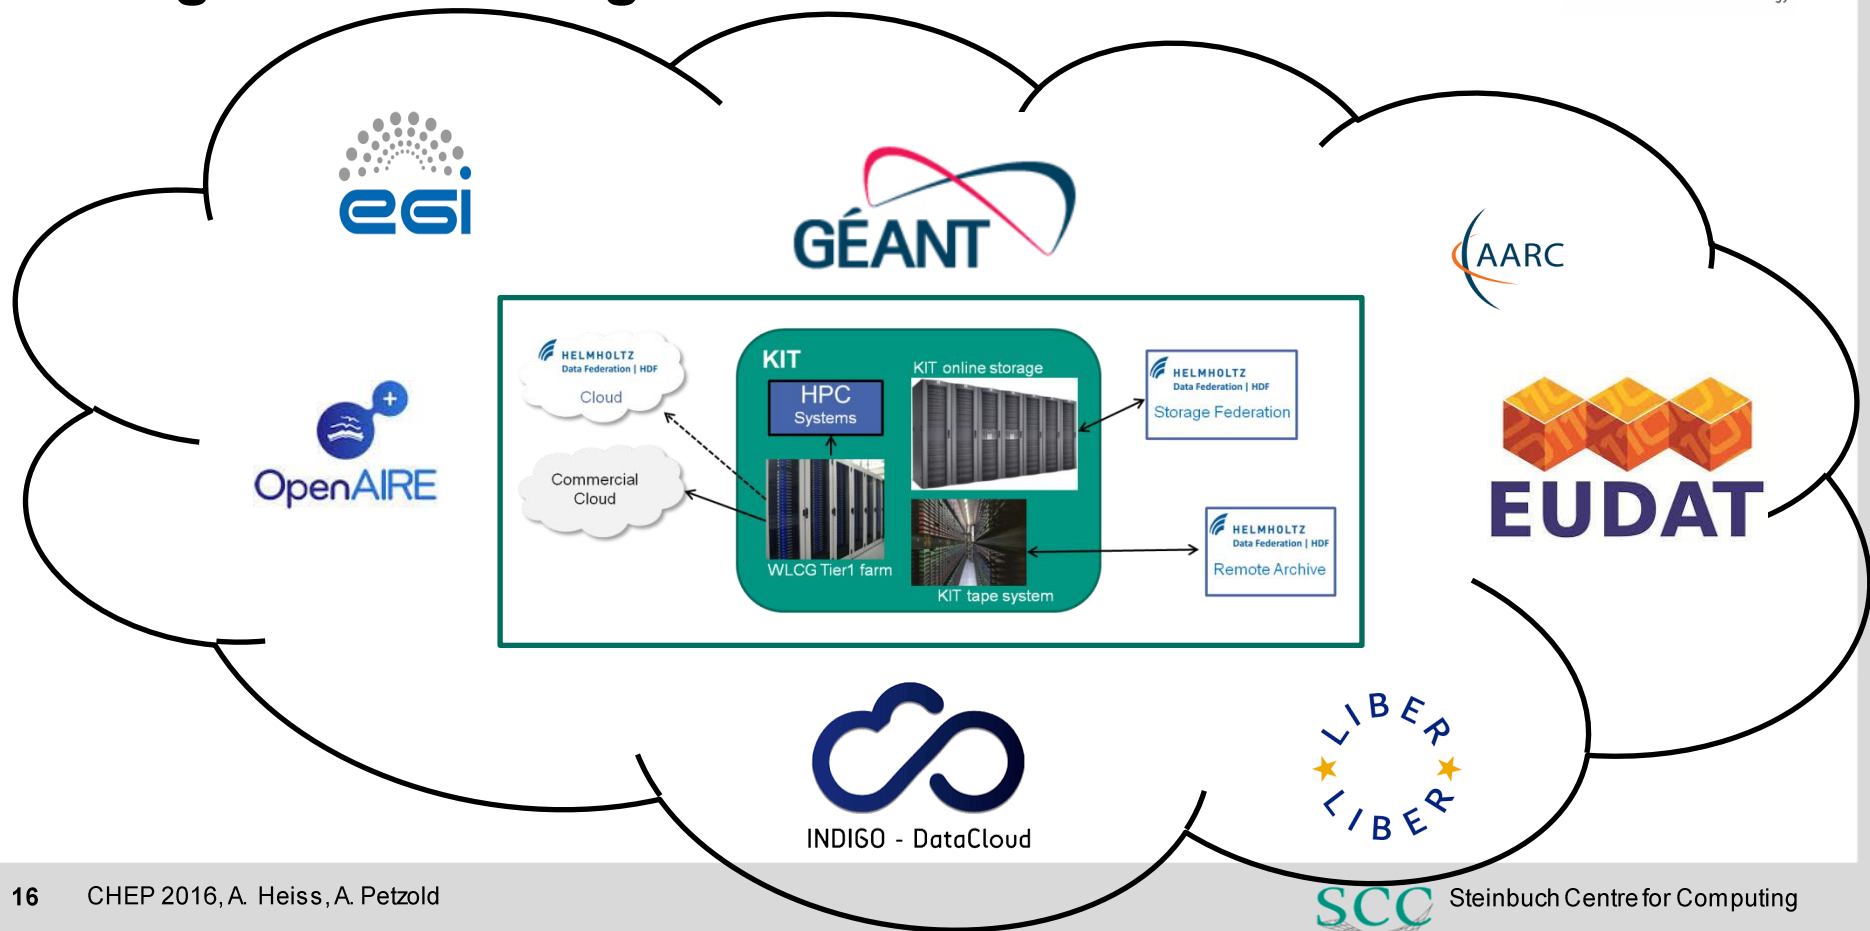 egi
GÉANT
AARC
OpenAIRE
+
EUDAT
HELMHOLTZ
Data Federation | HDF
Cloud
Commercial
Cloud
KIT
HPC
Systems
WLCG Tier1 farm
KIT online storage
KIT tape system
HELMHOLTZ
Data Federation | HDF
Storage Federation
HELMHOLTZ
Data Federation | HDF
Remote Archive
INDIGO - DataCloud
LIBER
LIBER
16 CHEP 2016, A. Heiss, A. Petzold
SCC Steinbuch Centre for Computing